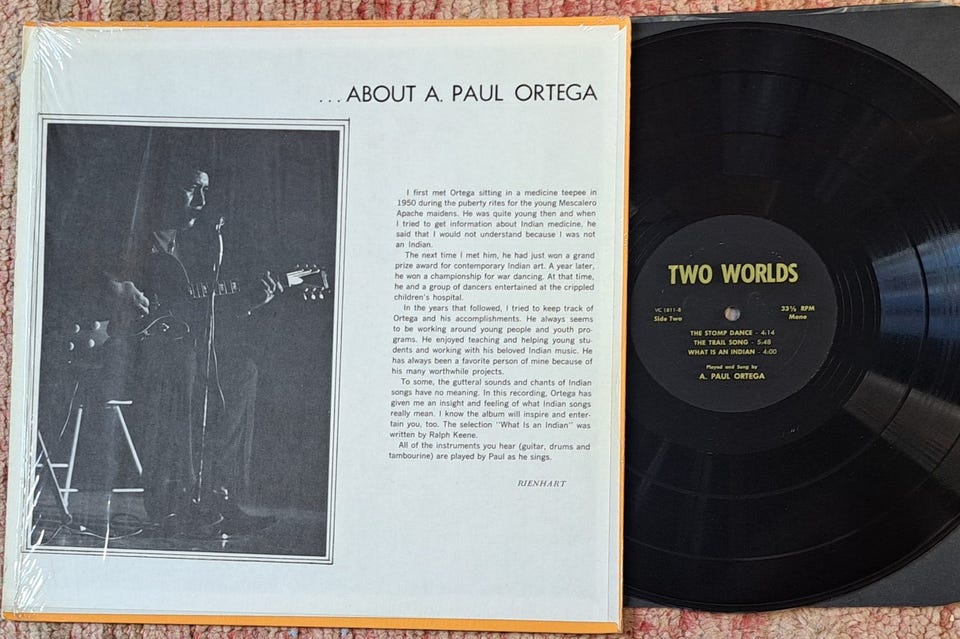 ...ABOUT A. PAUL ORTEGA
I first met Ortega sitting in a medicine teepee in
1950 during the puberty rites for the young Mescalero
Apache maidens. He was quite young then and when
I tried to get information about Indian medicine, he
said that I would not understand because I was not
an Indian.
The next time I met him, he had just won a grand
prize award for contemporary Indian art. A year later,
he won a championship for war dancing. At that time,
he and a group of dancers entertained at the crippled
children's hospital.
In the years that followed, I tried to keep track of
Ortega and his accomplishments. He always seems
to be working around young people and youth pro-
grams. He enjoyed teaching and helping young stu-
dents and working with his beloved Indian music. He
has always been a favorite person of mine because of
his many worthwhile projects.
To some, the gutteral sounds and chants of Indian
songs have no meaning. In this recording, Ortega has
given me an insight and feeling of what Indian songs
really mean. I know the album will inspire and enter-
tain you, too. The selection "What Is an Indian" was
written by Ralph Keene.
All of the instruments you hear (guitar, drums and
tambourine) are played by Paul as he sings.
RIENHART
TWO WORLDS
VC 1811-8
Side Two
33⅓ RPM
Mono
THE STOMP DANCE - 4:14
THE TRAIL SONG - 5:48
WHAT IS AN INDIAN - 4:00
Played and Sung by
A. PAUL ORTEGA